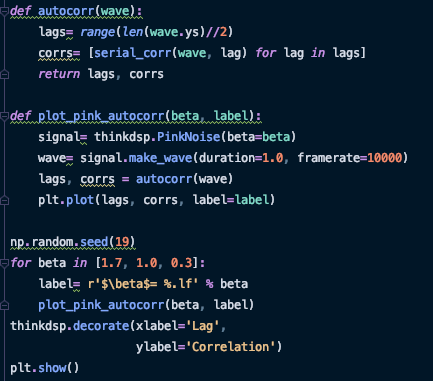 def autocorr(wave):
    lags= range(len(wave.ys)//2)
    corrs= [serial_corr(wave, lag) for lag in lags]
    return lags, corrs

def plot_pink_autocorr(beta, label):
    signal= thinkdsp.PinkNoise(beta=beta)
    wave= signal.make_wave(duration=1.0, framerate=10000)
    lags, corrs = autocorr(wave)
    plt.plot(lags, corrs, label=label)

np.random.seed(19)
for beta in [1.7, 1.0, 0.3]:
    label= r'$\beta$= %.lf' % beta
    plot_pink_autocorr(beta, label)
thinkdsp.decorate(xlabel='Lag',
                  ylabel='Correlation')
plt.show()